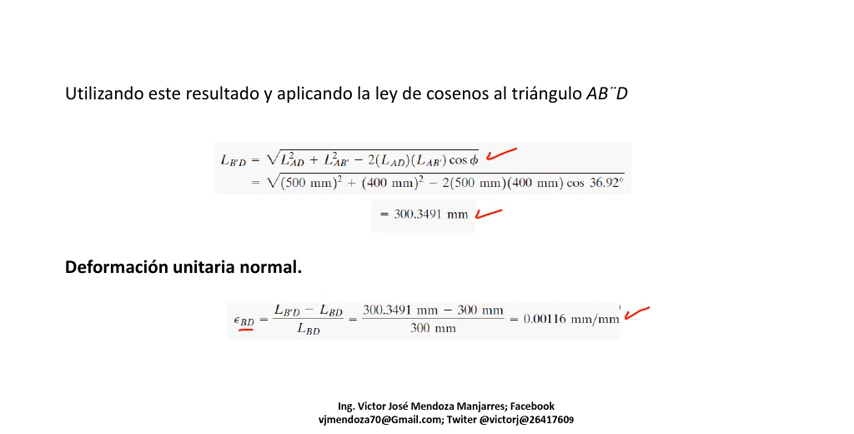 Utilizando este resultado y aplicando la ley de cosenos al triángulo AB¨D
L_{B'D} = √(L²_{AD} + L²_{AB'} − 2(L_{AD})(L_{AB'}) cos ϕ)
= √((500 mm)² + (400 mm)² − 2(500 mm)(400 mm) cos 36.92°)
= 300.3491 mm
Deformación unitaria normal.
ϵ_{BD} = (L_{B'D} − L_{BD}) / L_{BD} = (300.3491 mm − 300 mm) / 300 mm = 0.00116 mm/mm
Ing. Victor José Mendoza Manjarres; Facebook
vjmendoza70@Gmail.com; Twiter @victorj@26417609